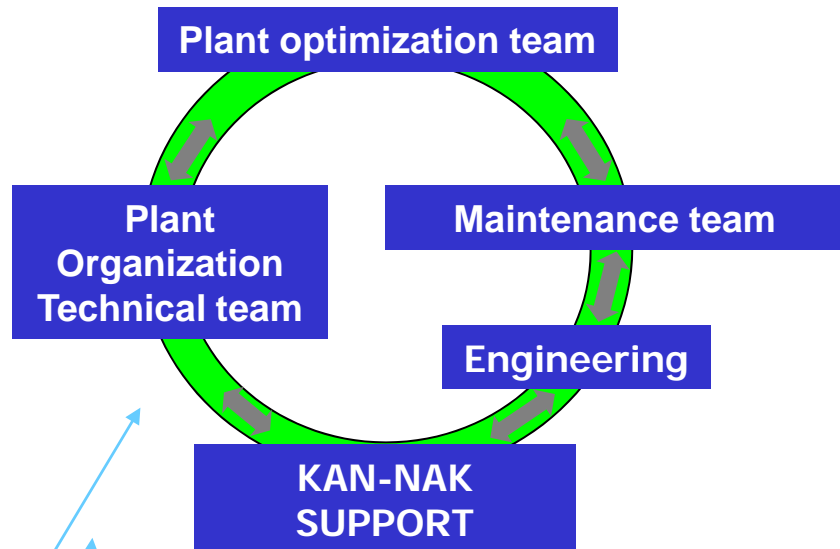 Plant optimization team
Plant
Organization
Technical team
Maintenance team
Engineering
KAN-NAK
SUPPORT